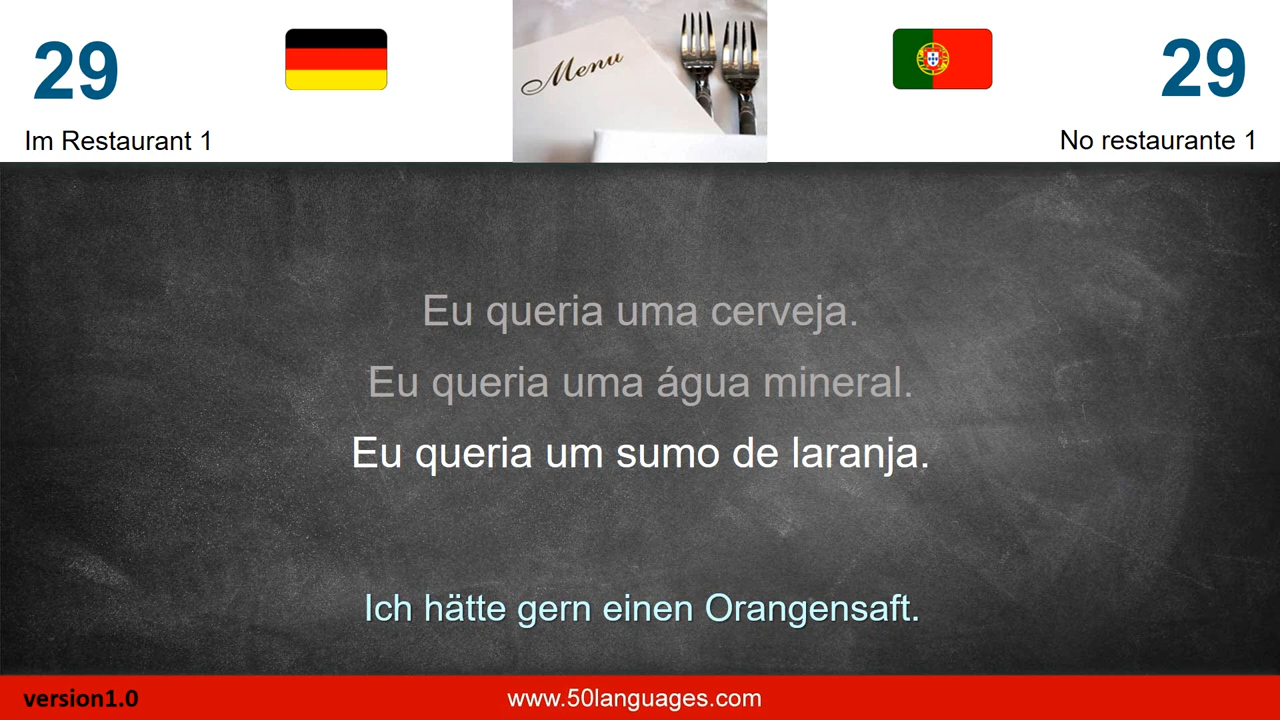 29
29
Im Restaurant 1
Menu
No restaurante 1
Eu queria uma cerveja.
Eu queria uma água mineral.
Eu queria um sumo de laranja.
Ich hätte gern einen Orangensaft.
version1.0
www.50languages.com